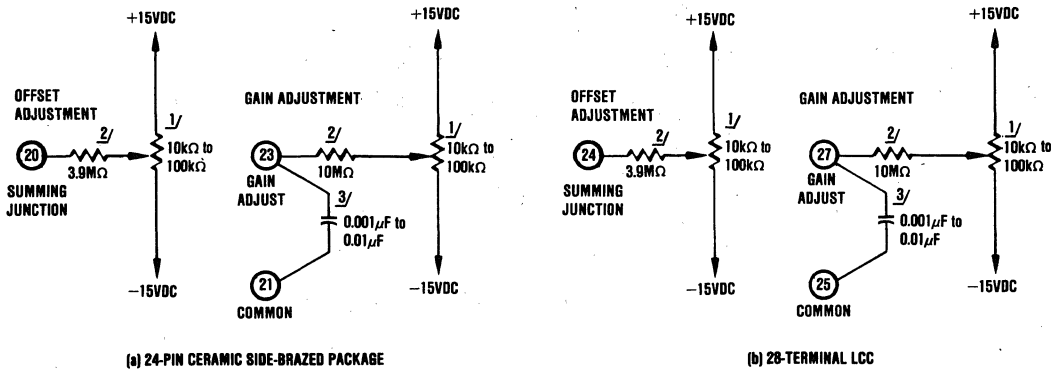 +15VDC
OFFSET
ADJUSTMENT
1/
2/
20
10kΩ to
100kΩ
3.9MΩ
SUMMING
JUNCTION
−15VDC
+15VDC
GAIN ADJUSTMENT
1/
2/
23
10kΩ to
100kΩ
GAIN
ADJUST
10MΩ
3/
0.001μF to
0.01μF
21
COMMON
−15VDC
(a) 24-PIN CERAMIC SIDE-BRAZED PACKAGE
+15VDC
OFFSET
ADJUSTMENT
1/
2/
24
10kΩ to
100kΩ
3.9MΩ
SUMMING
JUNCTION
−15VDC
+15VDC
GAIN ADJUSTMENT
1/
2/
27
10kΩ to
100kΩ
GAIN
ADJUST
10MΩ
3/
0.001μF to
0.01μF
25
COMMON
−15VDC
(b) 28-TERMINAL LCC